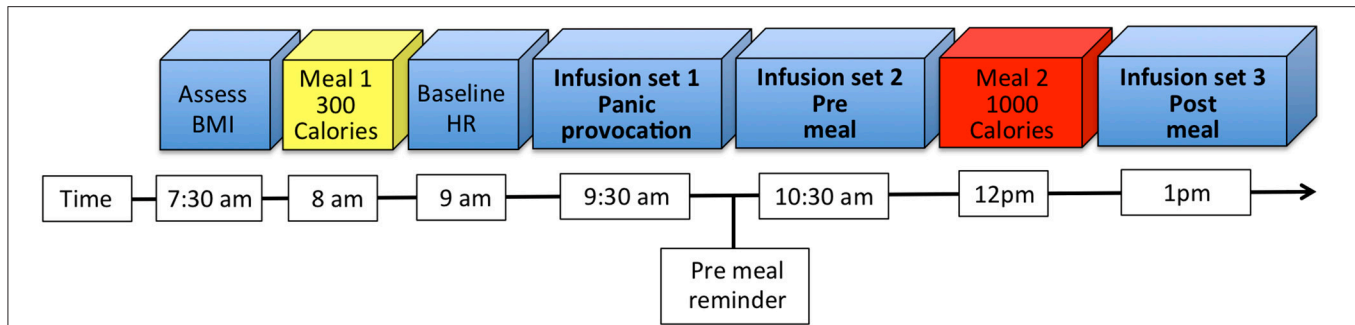 Assess
BMI
Meal 1
300
Calories
Baseline
HR
Infusion set 1
Panic
provocation
Infusion set 2
Pre
meal
Meal 2
1000
Calories
Infusion set 3
Post
meal
Time
7:30 am
8 am
9 am
9:30 am
10:30 am
12pm
1pm
Pre meal
reminder